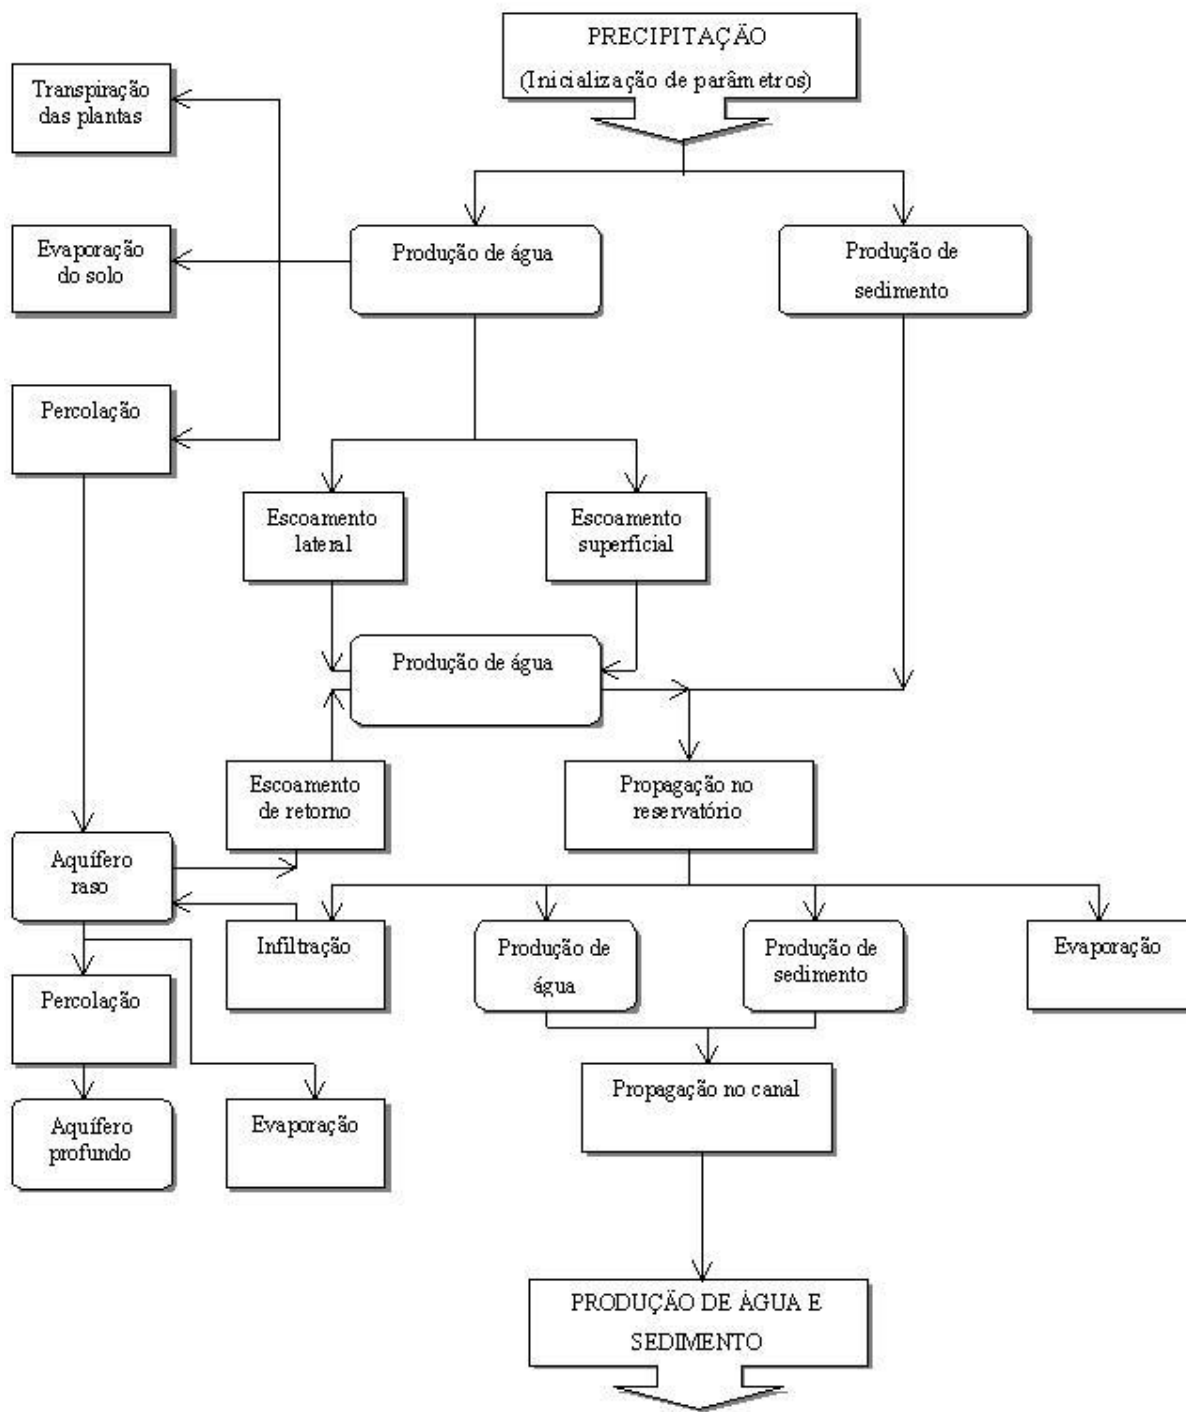 PRECIPITAÇÃO
(Inicialização de parâmetros)
Transpiração
das plantas
Evaporação
do solo
Produção de água
Produção de
sedimento
Percolação
Escoamento
lateral
Escoamento
superficial
Produção de água
Escoamento
de retorno
Propagação no
reservatório
Aquífero
raso
Infiltração
Produção de
água
Produção de
sedimento
Evaporação
Percolação
Propagação no canal
Aquífero
profundo
Evaporação
PRODUÇÃO DE ÁGUA E
SEDIMENTO